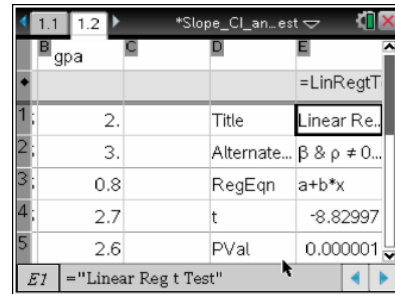 1.1 1.2 *Slope_CI_an…est
B gpa C D E
=LinRegtT
1 2. Title Linear Re...
2 3. Alternate... β & ρ ≠ 0...
3 0.8 RegEqn a+b*x
4 2.7 t -8.82997
5 2.6 PVal 0.000001
E1 ="Linear Reg t Test"